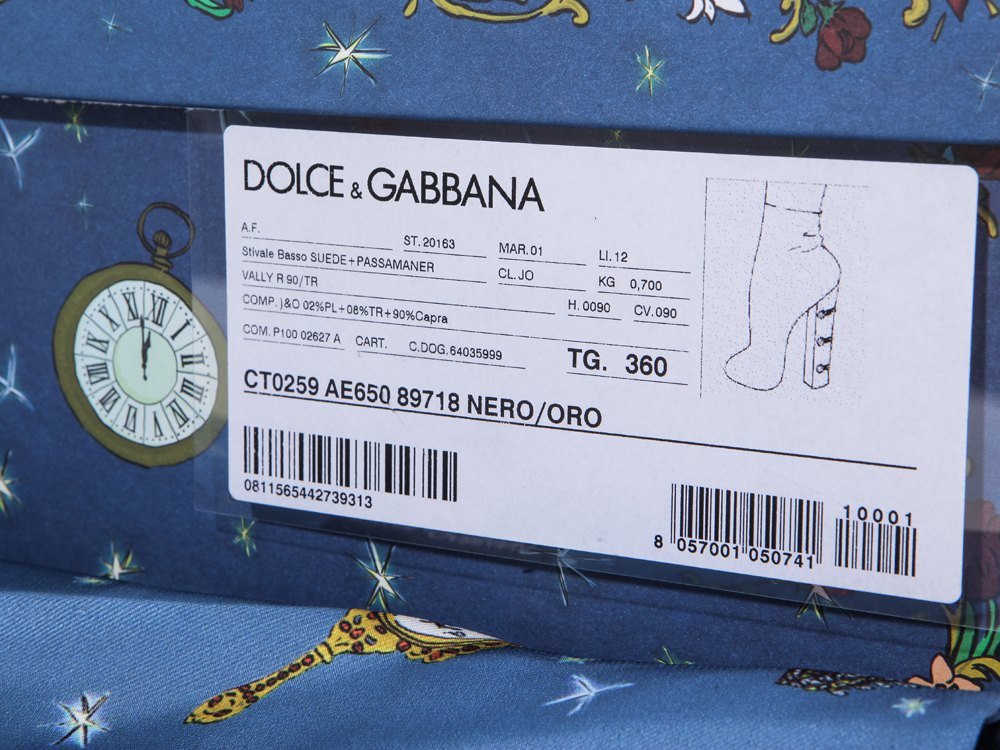 DOLCE & GABBANA
A.F. ST. 20163 MAR. 01 LI. 12
Stivale Basso SUEDE+PASSAMANER CL. JO KG 0,700
VALLY R 90/TR H. 0090 CV. 090
COMP. )&O 02%PL+08%TR+90%Capra
COM. P100 02627 A CART. C.DOG. 64035999 TG. 360
CT0259 AE650 89718 NERO/ORO
0811565442739313
10001
8 057001 050741
XII